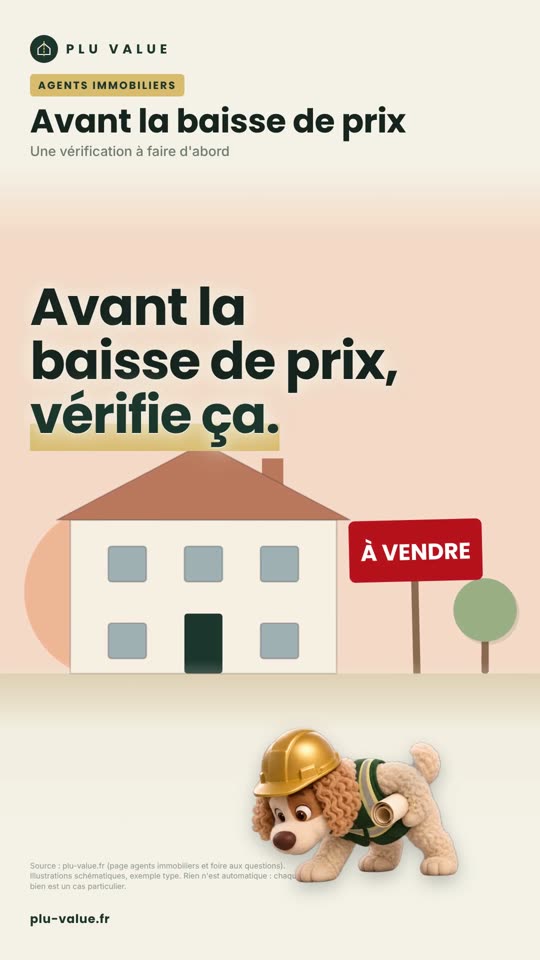 PLU VALUE
AGENTS IMMOBILIERS
Avant la baisse de prix
Une vérification à faire d'abord
Avant la
baisse de prix,
vérifie ça.
À VENDRE
Source : plu-value.fr (page agents immobiliers et foire aux questions).
Illustrations schématiques, exemple type. Rien n'est automatique : chaqu
bien est un cas particulier.
plu-value.fr